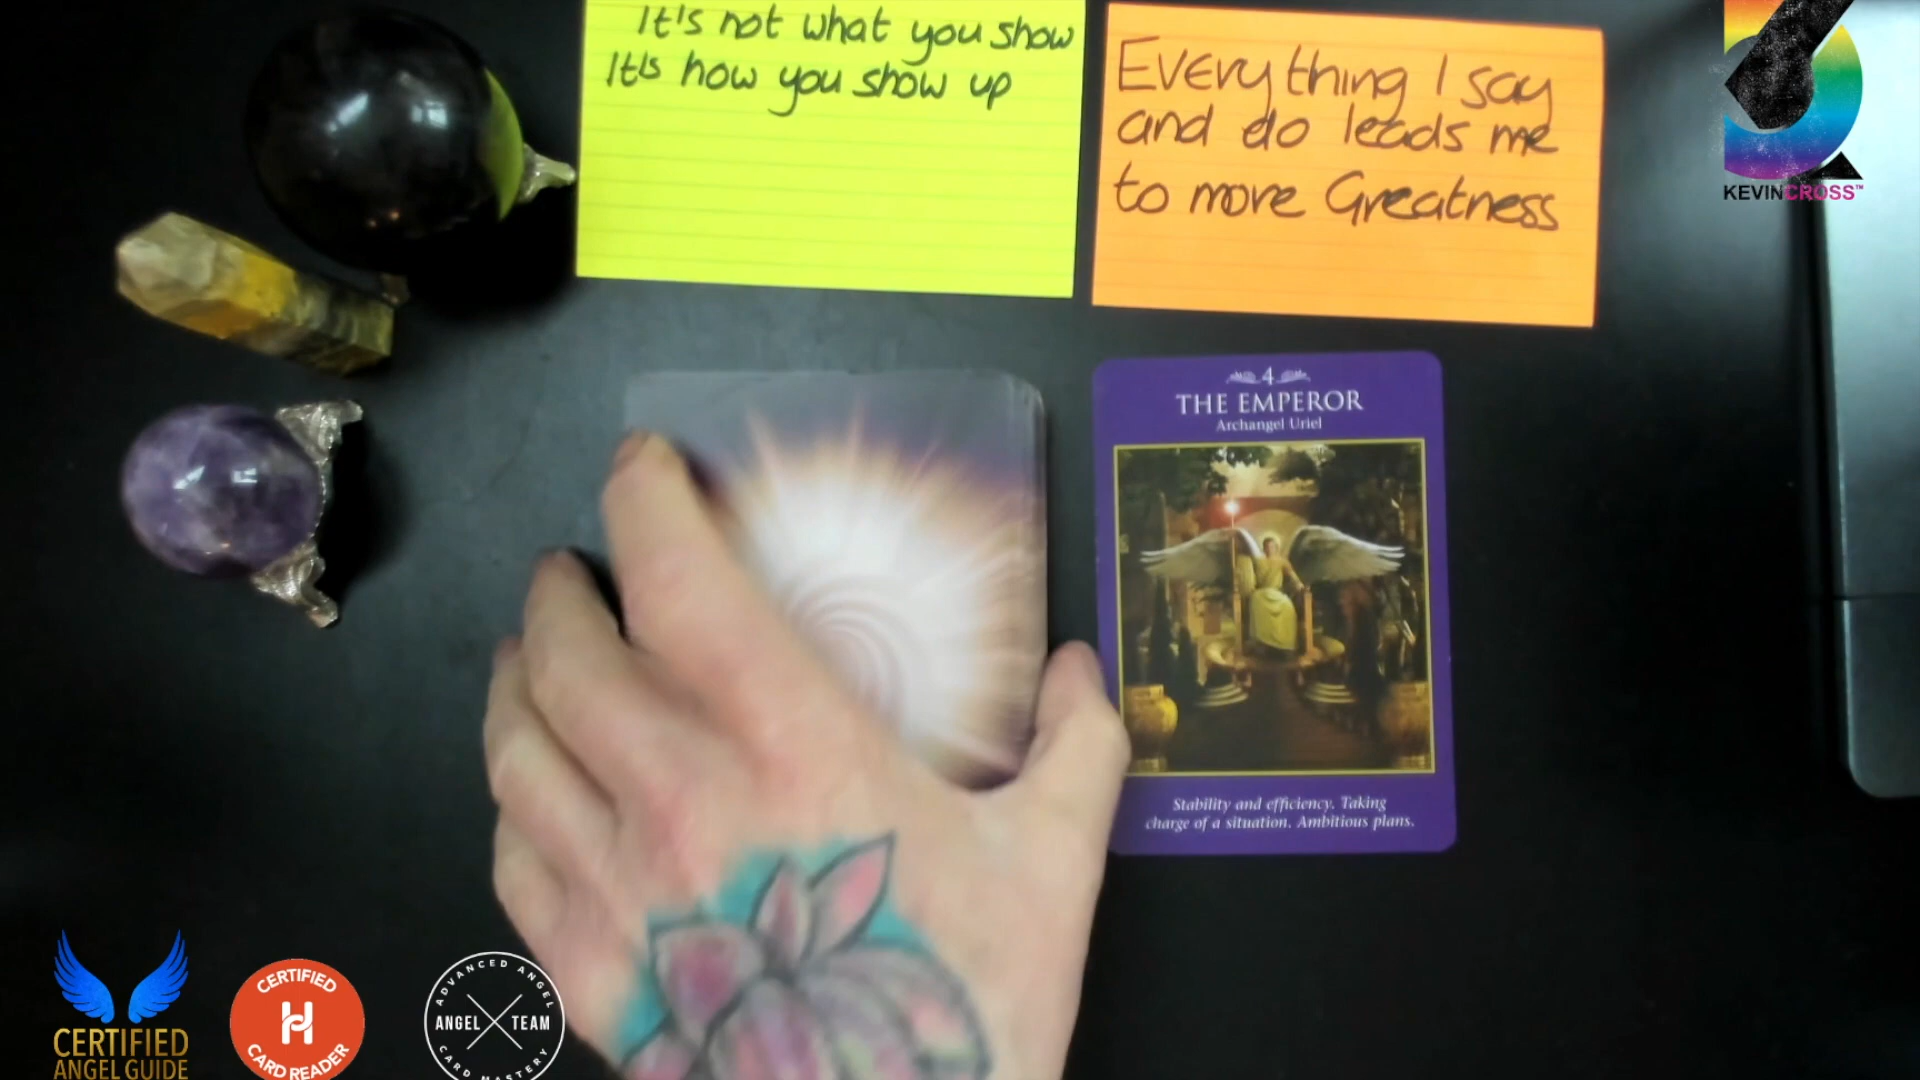 It's not what you show
It's how you show up
Everything I say
and do leads me
to more Greatness
KEVINCROSS™
4
THE EMPEROR
Archangel Uriel
Stability and efficiency. Taking
charge of a situation. Ambitious plans.
CERTIFIED
ANGEL GUIDE
CERTIFIED
H
CARD READER
ADVANCED ANGEL
ANGEL TEAM
CARD MASTERY